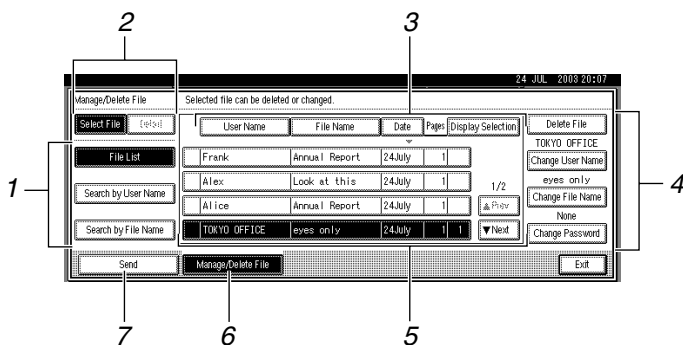 2 3
24 JUL 2003 20:07
Manage/Delete File Selected file can be deleted or changed.
Select File User Name File Name Date Pages Display Selection Delete File
TOKYO OFFICE
File List Frank Annual Report 24July 1 Change User Name
1 Alex Look at this 24July 1 1/2 eyes only 4
Search by User Name Alice Annual Report 24July 1 ▲Prev Change File Name
None
Search by File Name TOKYO OFFICE eyes only 24July 1 1 ▼Next Change Password
Send Manage/Delete File Exit
7 6 5